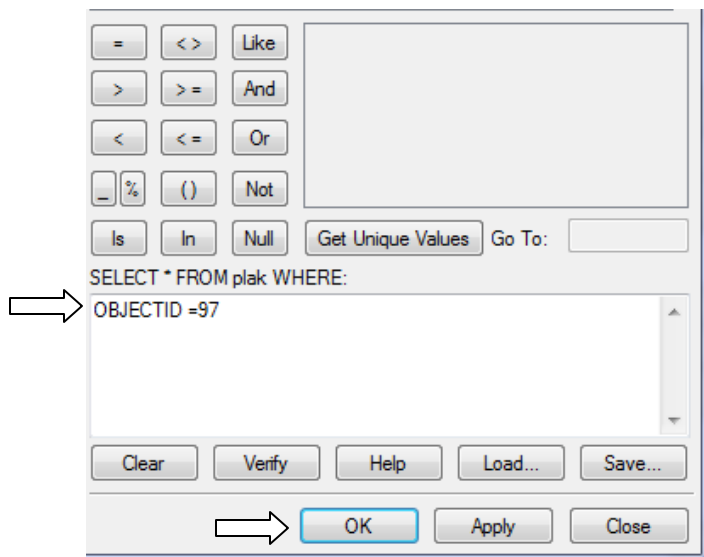 = <> Like
> >= And
< <= Or
_ % () Not
Is In Null Get Unique Values Go To:
SELECT * FROM plak WHERE:
OBJECTID =97
Clear Verify Help Load... Save...
OK Apply Close